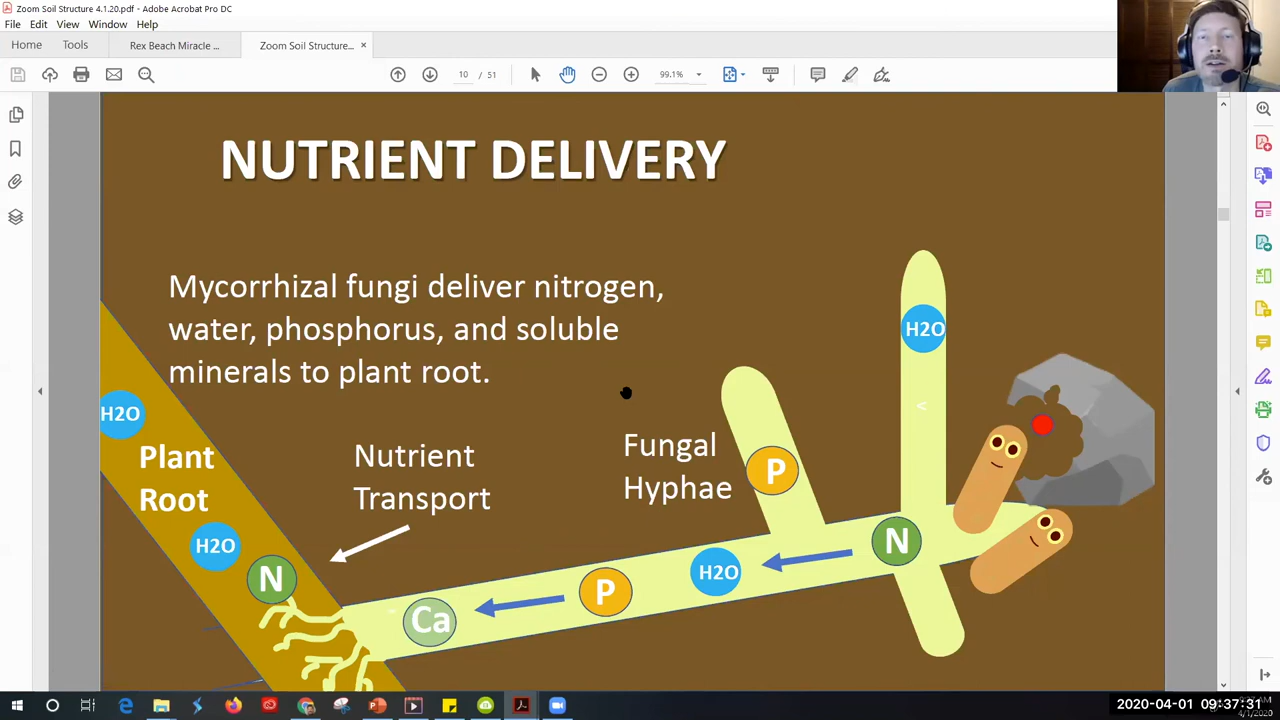 Zoom Soil Structure 4.1.20.pdf - Adobe Acrobat Pro DC
File Edit View Window Help
Home Tools Rex Beach Miracle ... Zoom Soil Structure... ×
10 / 51 99.1%
NUTRIENT DELIVERY
Mycorrhizal fungi deliver nitrogen,
water, phosphorus, and soluble
minerals to plant root.
H2O
H2O
Plant
Root
Nutrient
Transport
Fungal
Hyphae
P
H2O
N
N
H2O
P
Ca
<
2020-04-01 09:37:31
4/1/2020